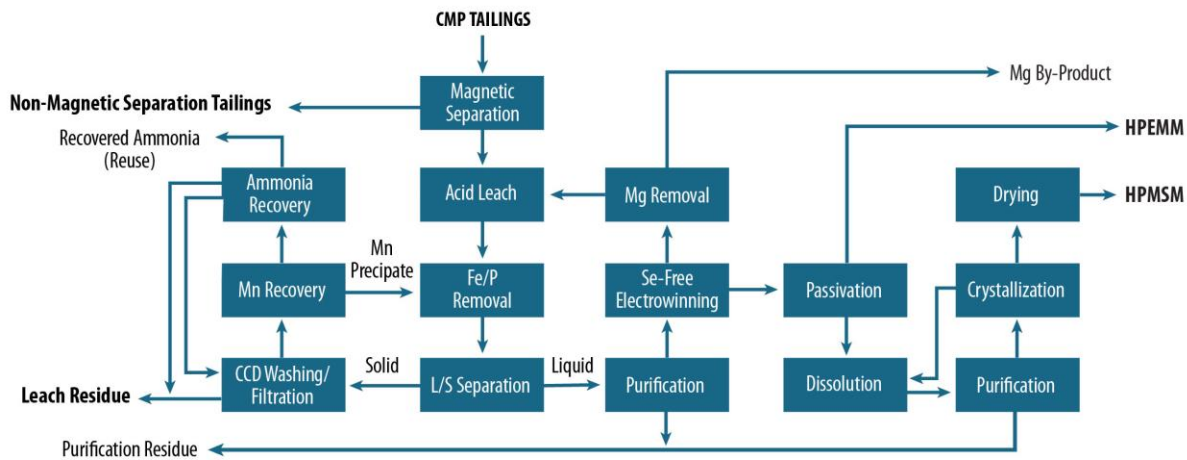 CMP TAILINGS
Magnetic
Separation
Mg By-Product
Non-Magnetic Separation Tailings
Recovered Ammonia
(Reuse)
HPEMM
Ammonia
Recovery
Acid Leach
Mg Removal
Drying
HPMSM
Mn
Precipate
Mn Recovery
Fe/P
Removal
Se-Free
Electrowinning
Passivation
Crystallization
Solid
Liquid
CCD Washing/
Filtration
L/S Separation
Purification
Dissolution
Purification
Leach Residue
Purification Residue